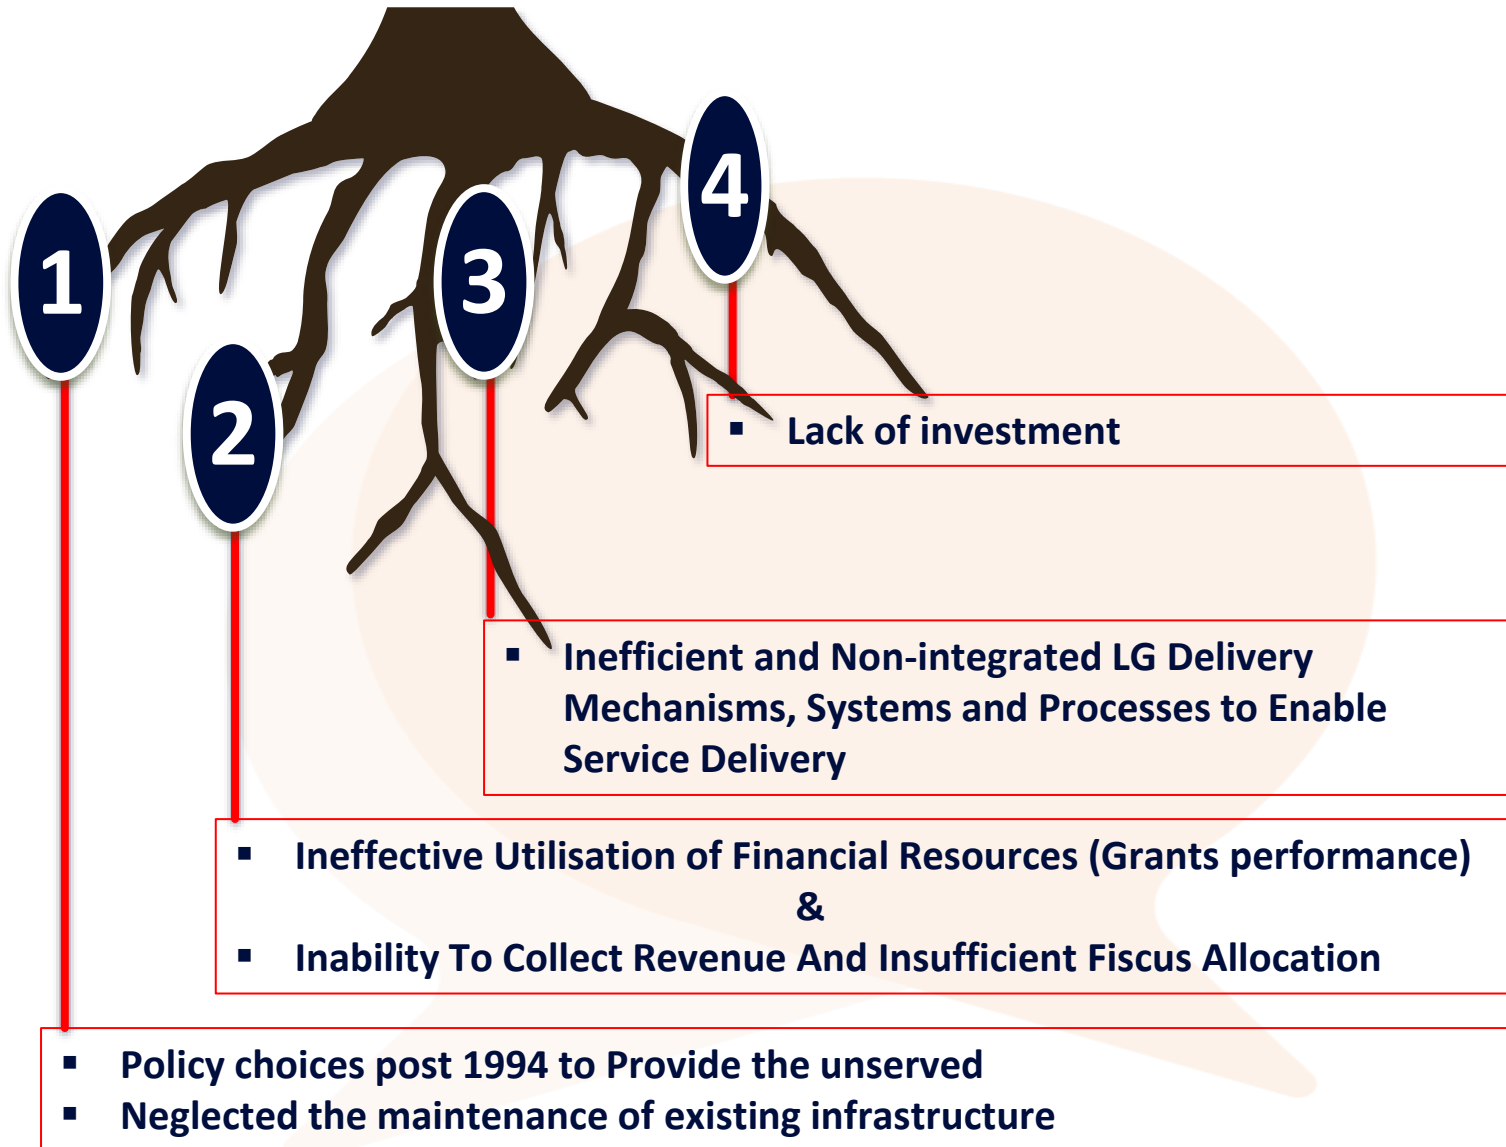 1
2
3
4
▪ Lack of investment
▪ Inefficient and Non-integrated LG Delivery
Mechanisms, Systems and Processes to Enable
Service Delivery
▪ Ineffective Utilisation of Financial Resources (Grants performance)
&
▪ Inability To Collect Revenue And Insufficient Fiscus Allocation
▪ Policy choices post 1994 to Provide the unserved
▪ Neglected the maintenance of existing infrastructure